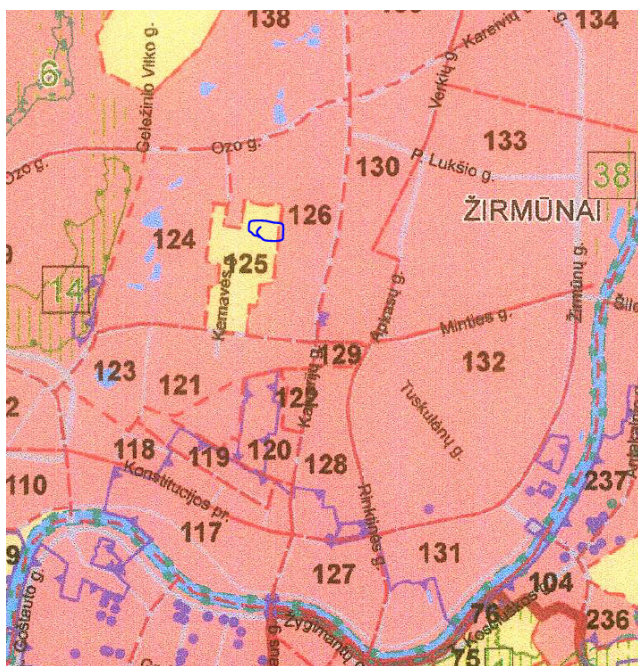 138
134
Kareivių g.
6
Geležinio Vilko g.
Verkių g.
133
Ozo g.
130
P. Lukšio g.
38
Ozo g.
ŽIRMŪNAI
126
124
125
14
Kernavės g.
Apkasų g.
Žirmūnų g.
Minties g.
129
132
123
121
122
Kalvarijų g.
Tuskulėnų g.
118
119
120
128
237
110
Konstitucijos pr.
Rinktinės g.
117
131
127
104
Goštauto g.
76
236
Žygimantų g.
75